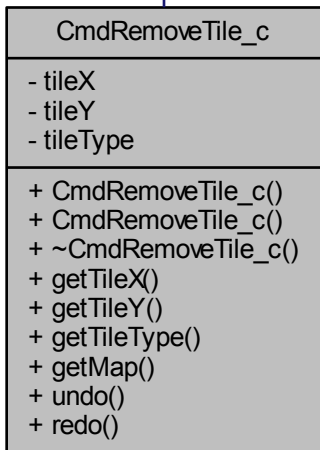 CmdRemoveTile_c
- tileX
- tileY
- tileType
+ CmdRemoveTile_c()
+ CmdRemoveTile_c()
+ ~CmdRemoveTile_c()
+ getTileX()
+ getTileY()
+ getTileType()
+ getMap()
+ undo()
+ redo()